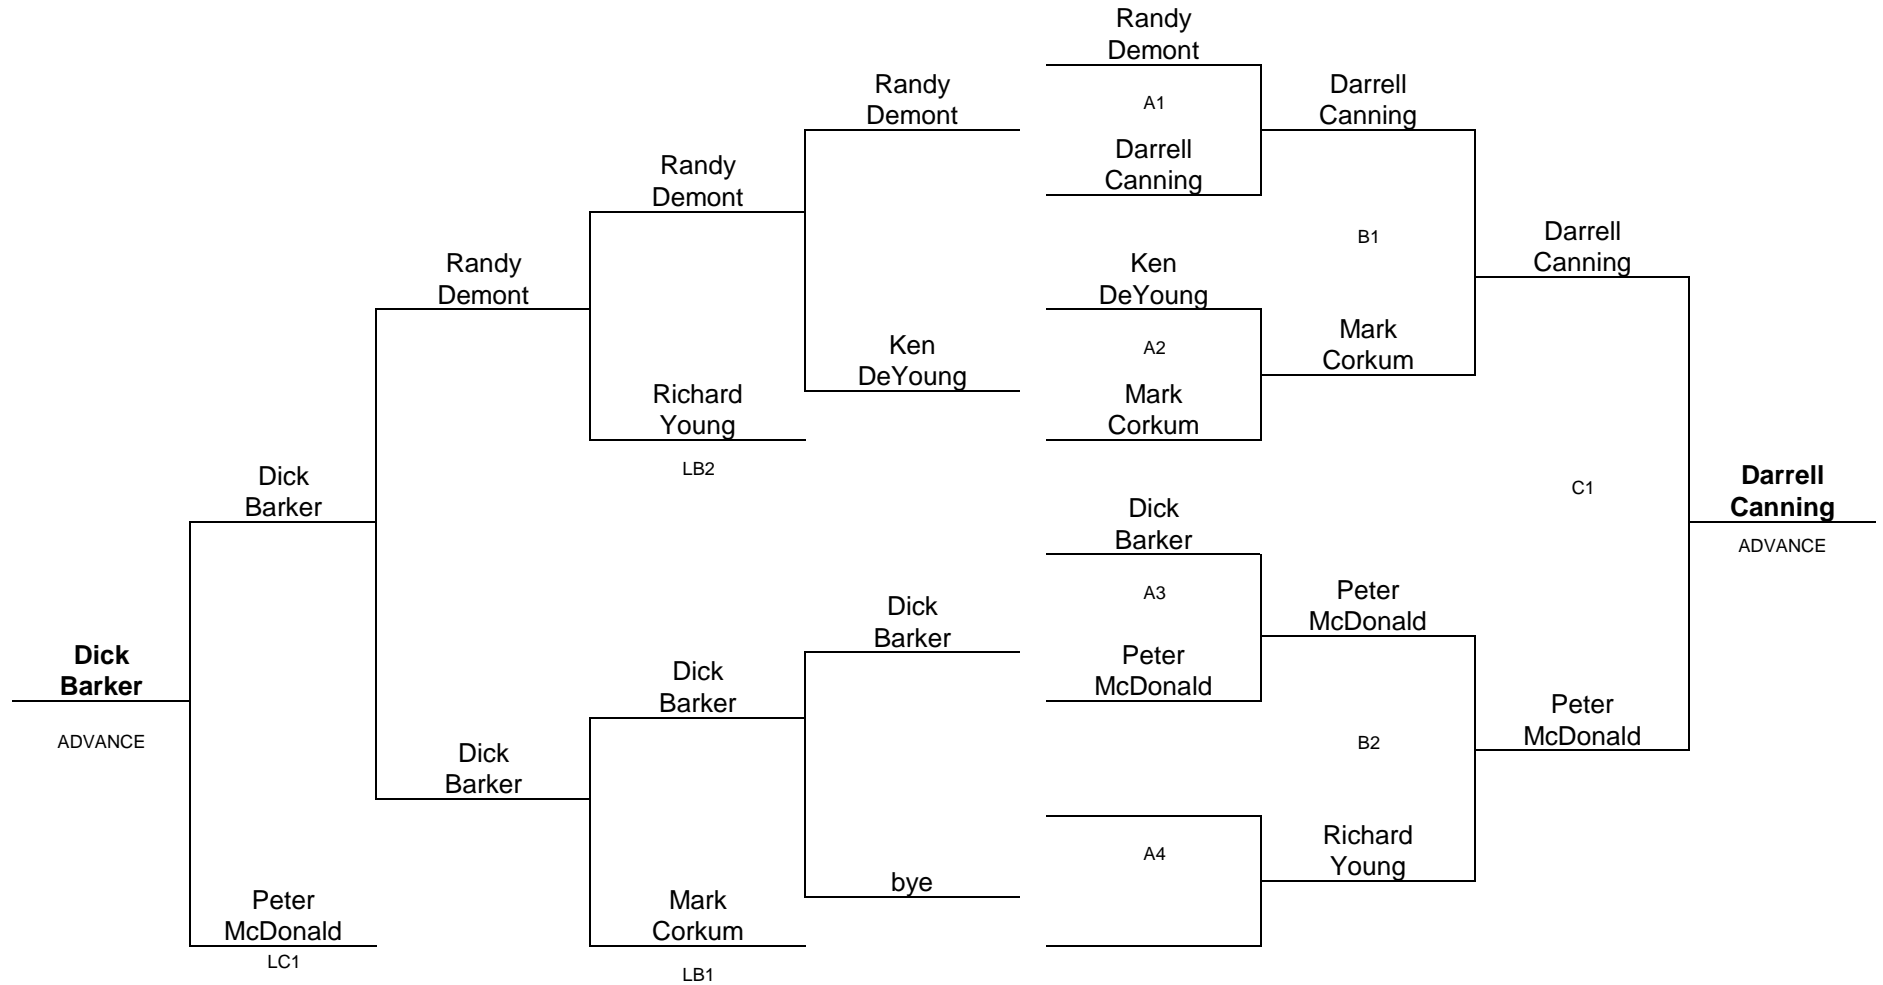 Randy
Demont
Randy
Demont
A1
Darrell
Canning
Darrell
Canning
Randy
Demont
B1
Darrell
Canning
Randy
Demont
Ken
DeYoung
Ken
DeYoung
A2
Mark
Corkum
Richard
Young
Mark
Corkum
LB2
Dick
Barker
Dick
Barker
A3
C1
Darrell
Canning
ADVANCE
Dick
Barker
Peter
McDonald
Peter
McDonald
Dick
Barker
ADVANCE
Dick
Barker
Dick
Barker
B2
Peter
McDonald
A4
Richard
Young
bye
Peter
McDonald
LC1
Mark
Corkum
LB1